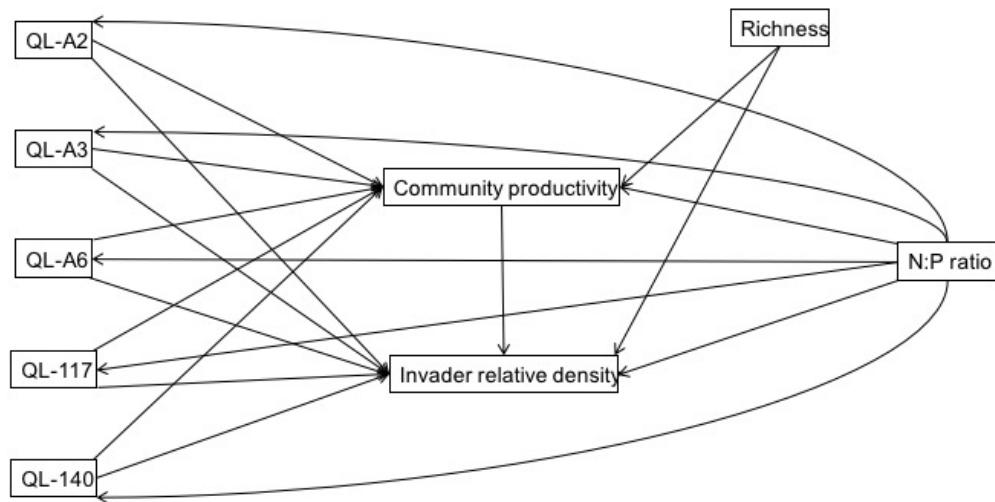 QL-A2
Richness
QL-A3
Community productivity
QL-A6
N:P ratio
QL-117
Invader relative density
QL-140